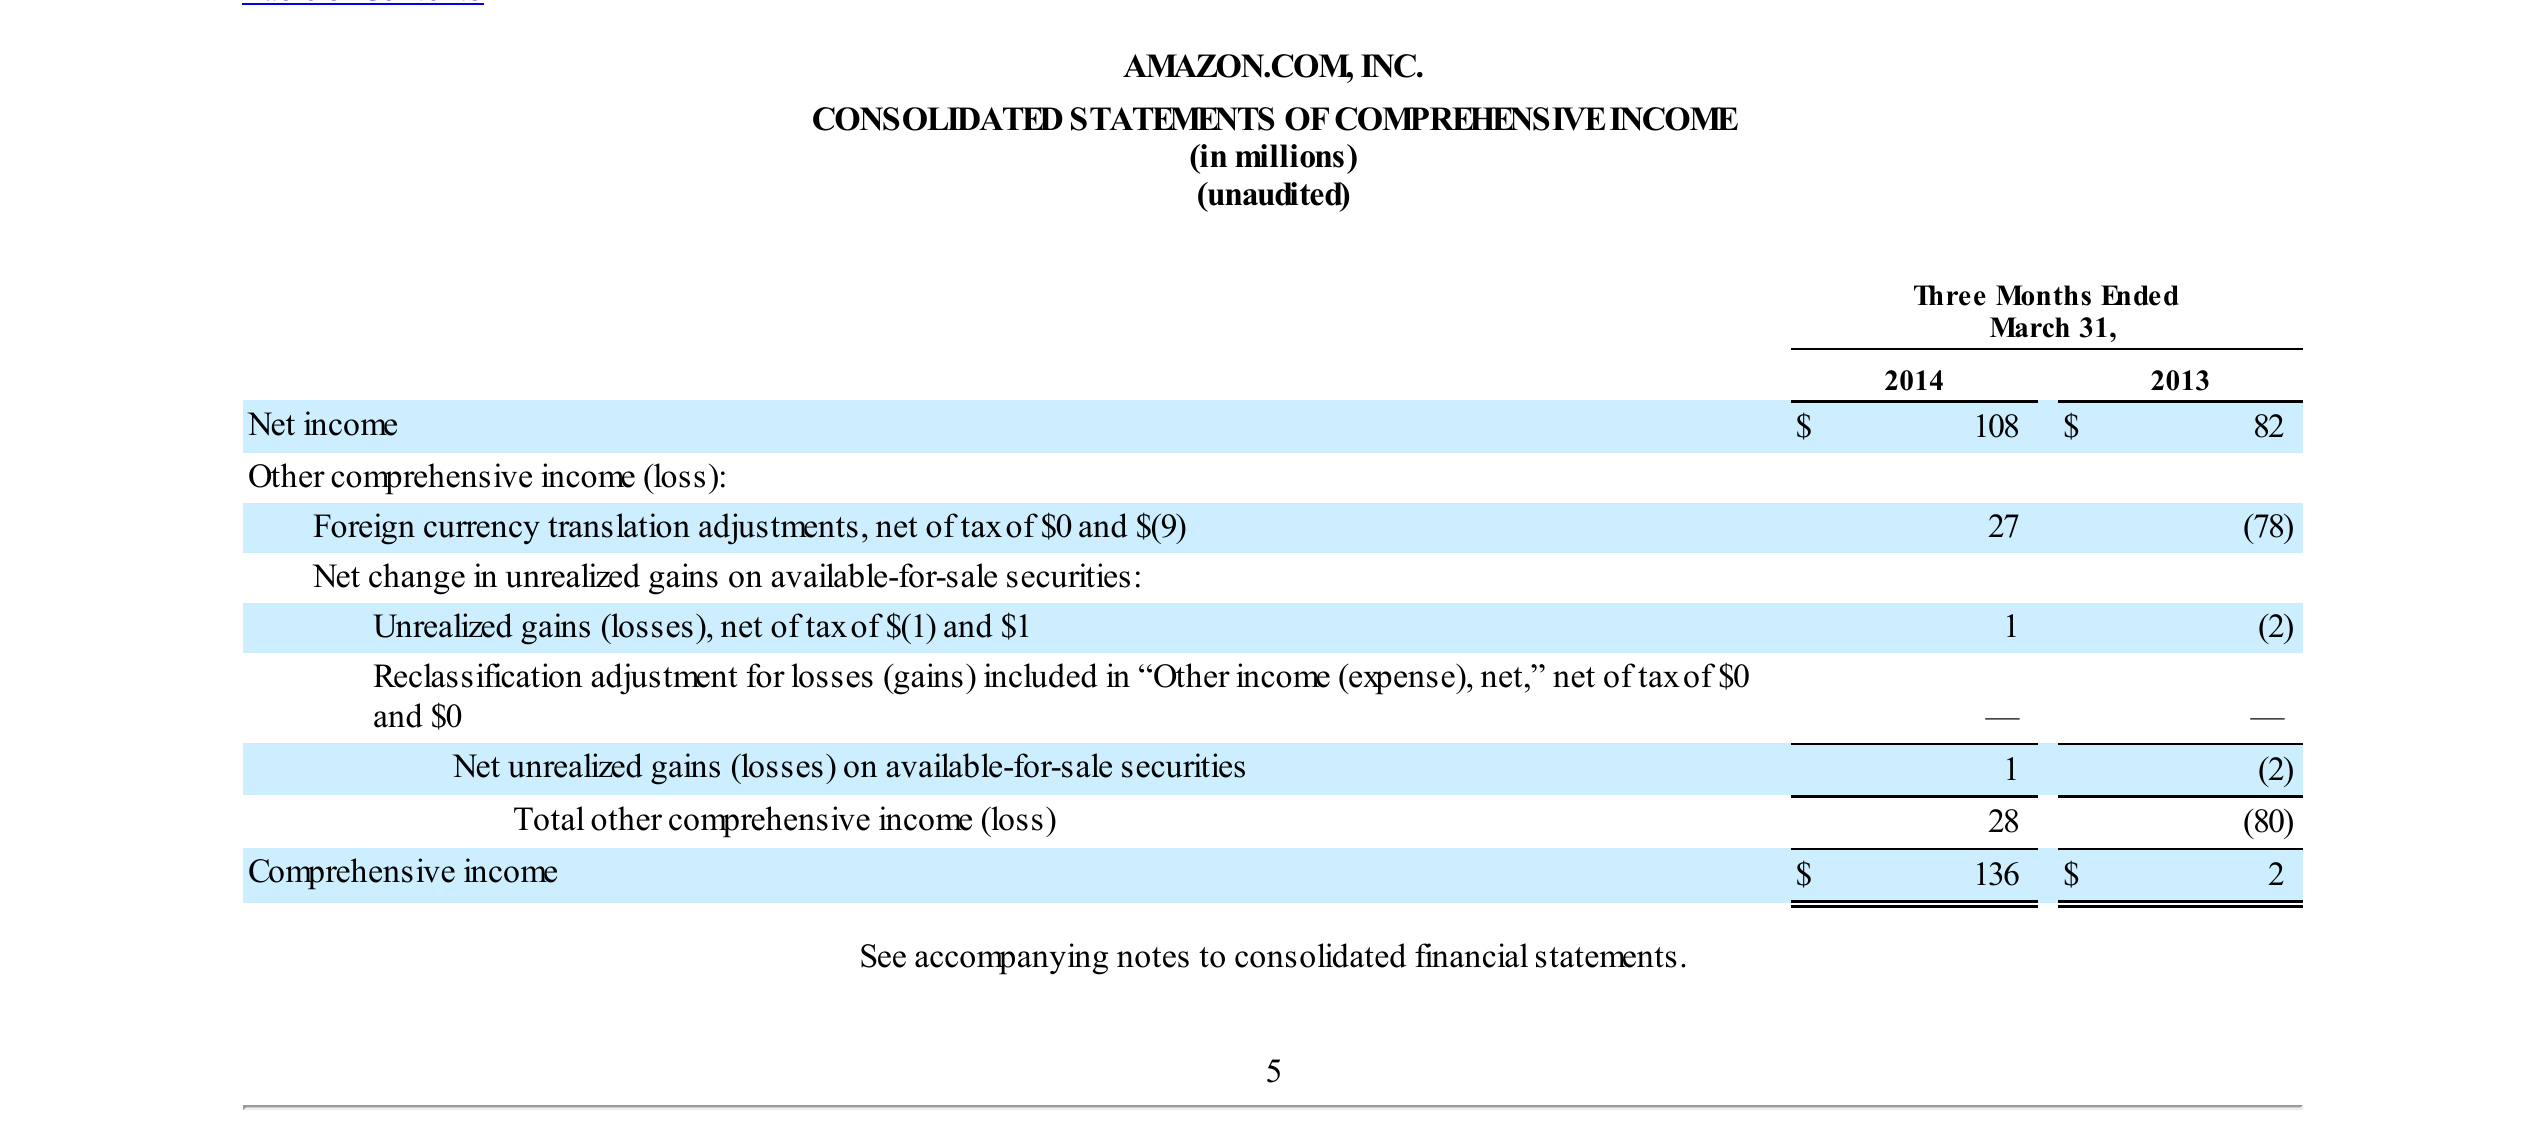 AMAZON.COM, INC.
CONSOLIDATED STATEMENTS OF COMPREHENSIVE INCOME
(in millions)
(unaudited)
Three Months Ended
March 31,
2014 2013
Net income $ 108 $ 82
Other comprehensive income (loss):
Foreign currency translation adjustments, net of tax of $0 and $(9) 27 (78)
Net change in unrealized gains on available-for-sale securities:
Unrealized gains (losses), net of tax of $(1) and $1 1 (2)
Reclassification adjustment for losses (gains) included in “Other income (expense), net,” net of tax of $0
and $0 — —
Net unrealized gains (losses) on available-for-sale securities 1 (2)
Total other comprehensive income (loss) 28 (80)
Comprehensive income $ 136 $ 2
See accompanying notes to consolidated financial statements.
5